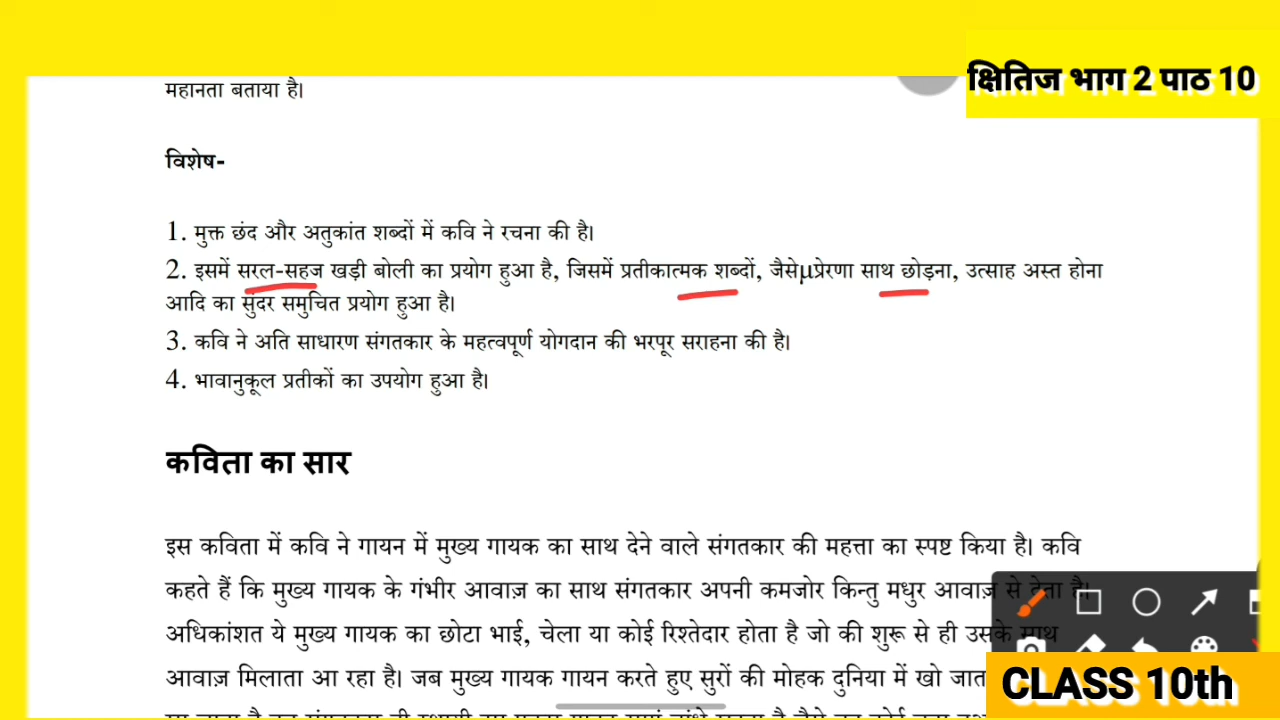 क्षितिज भाग 2 पाठ 10
महानता बताया है।
विशेष-
1. मुक्त छंद और अतुकांत शब्दों में कवि ने रचना की है।
2. इसमें सरल-सहज खड़ी बोली का प्रयोग हुआ है, जिसमें प्रतीकात्मक शब्दों, जैसेµप्रेरणा साथ छोड़ना, उत्साह अस्त होना
आदि का सुंदर समुचित प्रयोग हुआ है।
3. कवि ने अति साधारण संगतकार के महत्वपूर्ण योगदान की भरपूर सराहना की है।
4. भावानुकूल प्रतीकों का उपयोग हुआ है।
कविता का सार
इस कविता में कवि ने गायन में मुख्य गायक का साथ देने वाले संगतकार की महत्ता का स्पष्ट किया है। कवि
कहते हैं कि मुख्य गायक के गंभीर आवाज़ का साथ संगतकार अपनी कमजोर किन्तु मधुर आवाज़ से देता है।
अधिकांशत ये मुख्य गायक का छोटा भाई, चेला या कोई रिश्तेदार होता है जो की शुरू से ही उसके साथ
आवाज़ मिलाता आ रहा है। जब मुख्य गायक गायन करते हुए सुरों की मोहक दुनिया में खो
CLASS 10th